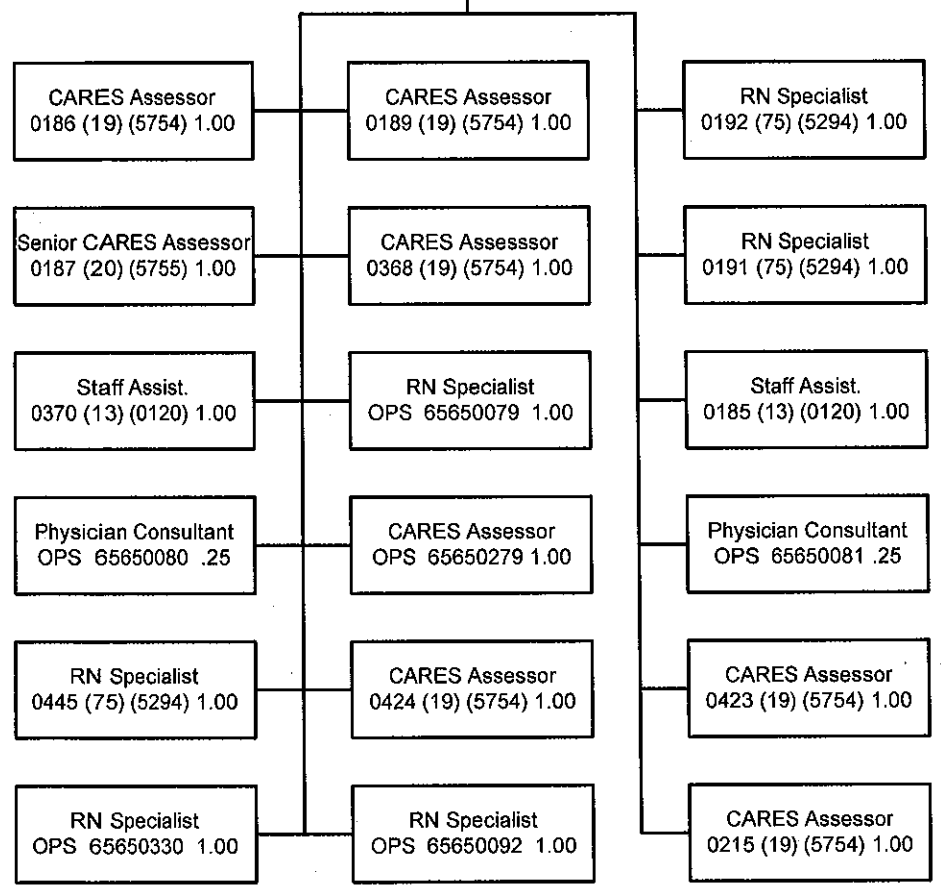 CARES Assessor
0186 (19) (5754) 1.00
CARES Assessor
0189 (19) (5754) 1.00
RN Specialist
0192 (75) (5294) 1.00
Senior CARES Assessor
0187 (20) (5755) 1.00
CARES Assesssor
0368 (19) (5754) 1.00
RN Specialist
0191 (75) (5294) 1.00
Staff Assist.
0370 (13) (0120) 1.00
RN Specialist
OPS 65650079 1.00
Staff Assist.
0185 (13) (0120) 1.00
Physician Consultant
OPS 65650080 .25
CARES Assessor
OPS 65650279 1.00
Physician Consultant
OPS 65650081 .25
RN Specialist
0445 (75) (5294) 1.00
CARES Assessor
0424 (19) (5754) 1.00
CARES Assessor
0423 (19) (5754) 1.00
RN Specialist
OPS 65650330 1.00
RN Specialist
OPS 65650092 1.00
CARES Assessor
0215 (19) (5754) 1.00